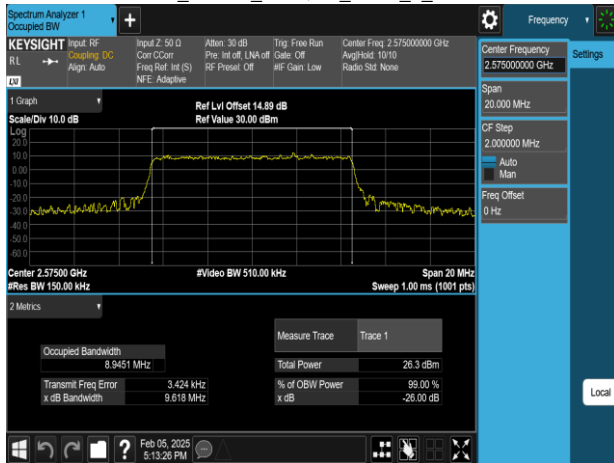 Spectrum Analyzer 1
Occupied BW
Frequency
KEYSIGHT Input: RF
RL
Coupling: DC
Align: Auto
LXI
Input Z: 50 Ω
Corr CCorr
Freq Ref: Int (S)
NFE: Adaptive
Atten: 30 dB
Pre: Int off, LNA off
RF Preset: Off
Trig: Free Run
Gate: Off
#IF Gain: Low
Center Freq: 2.575000000 GHz
Avg|Hold: 10/10
Radio Std: None
Center Frequency
2.575000000 GHz
Settings
Span
20.000 MHz
CF Step
2.000000 MHz
Auto
Man
Freq Offset
0 Hz
Local
1 Graph
Scale/Div 10.0 dB
Ref Lvl Offset 14.89 dB
Ref Value 30.00 dBm
Log
20.0
10.0
0.00
-10.0
-20.0
-30.0
-40.0
-50.0
-60.0
Center 2.57500 GHz
#Res BW 150.00 kHz
#Video BW 510.00 kHz
Span 20 MHz
Sweep 1.00 ms (1001 pts)
2 Metrics
Measure Trace Trace 1
Occupied Bandwidth
8.9451 MHz
Total Power 26.3 dBm
Transmit Freq Error 3.424 kHz
% of OBW Power 99.00 %
x dB Bandwidth 9.618 MHz
x dB -26.00 dB
?
Feb 05, 2025
5:13:26 PM